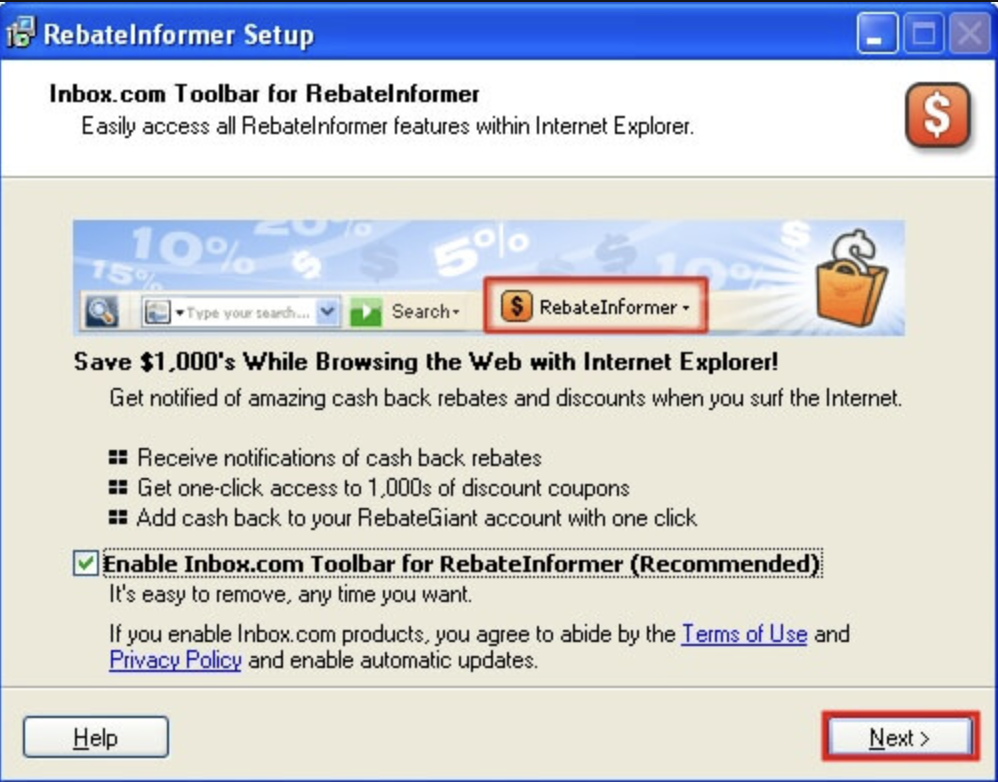 RebateInformer Setup
Inbox.com Toolbar for RebateInformer
Easily access all RebateInformer features within Internet Explorer.
$
10% 20% 5% $ $ $ 10% $
15%
Type your search... Search $ RebateInformer
Save $1,000's While Browsing the Web with Internet Explorer!
Get notified of amazing cash back rebates and discounts when you surf the Internet.
Receive notifications of cash back rebates
Get one-click access to 1,000s of discount coupons
Add cash back to your RebateGiant account with one click
Enable Inbox.com Toolbar for RebateInformer (Recommended)
It's easy to remove, any time you want.
If you enable Inbox.com products, you agree to abide by the Terms of Use and
Privacy Policy and enable automatic updates.
Help Next >